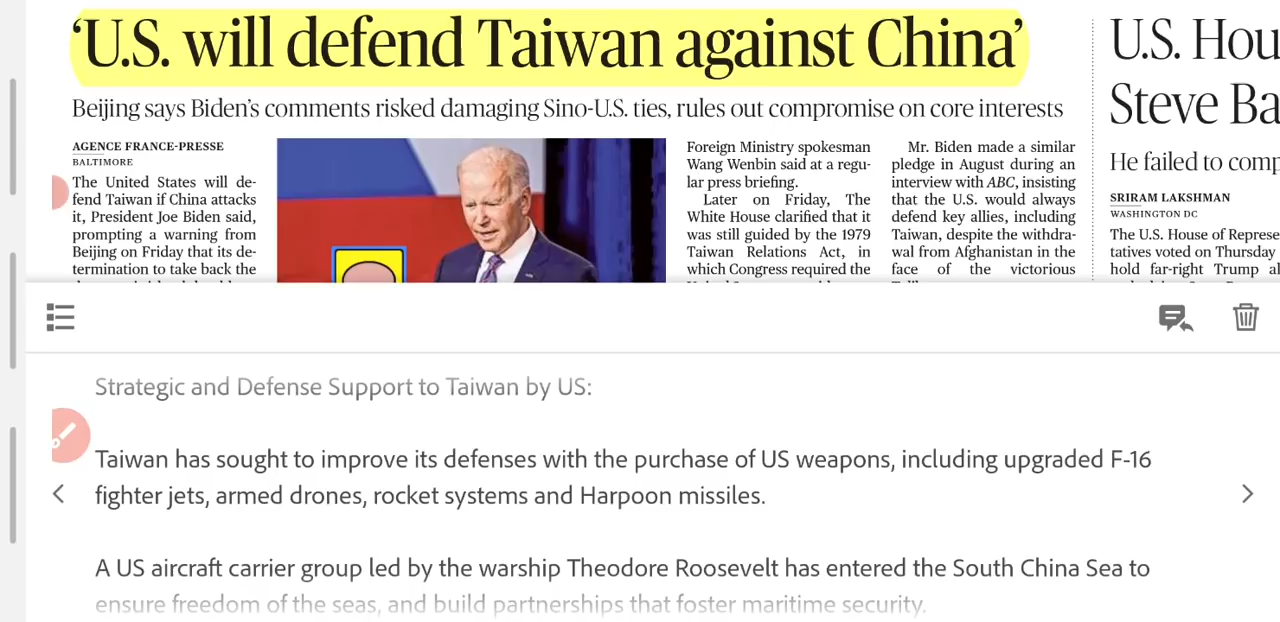 ‘U.S. will defend Taiwan against China’
Beijing says Biden’s comments risked damaging Sino-U.S. ties, rules out compromise on core interests
AGENCE FRANCE-PRESSE
BALTIMORE
The United States will de-
fend Taiwan if China attacks
it, President Joe Biden said,
prompting a warning from
Beijing on Friday that its de-
termination to take back the
Foreign Ministry spokesman
Wang Wenbin said at a regu-
lar press briefing.
Later on Friday, The
White House clarified that it
was still guided by the 1979
Taiwan Relations Act, in
which Congress required the
Mr. Biden made a similar
pledge in August during an
interview with ABC, insisting
that the U.S. would always
defend key allies, including
Taiwan, despite the withdra-
wal from Afghanistan in the
face of the victorious
U.S. Hou
Steve Ba
He failed to comp
SRIRAM LAKSHMAN
WASHINGTON DC
The U.S. House of Represe
tatives voted on Thursday
hold far-right Trump al
Strategic and Defense Support to Taiwan by US:
Taiwan has sought to improve its defenses with the purchase of US weapons, including upgraded F-16
fighter jets, armed drones, rocket systems and Harpoon missiles.
A US aircraft carrier group led by the warship Theodore Roosevelt has entered the South China Sea to
ensure freedom of the seas, and build partnerships that foster maritime security.